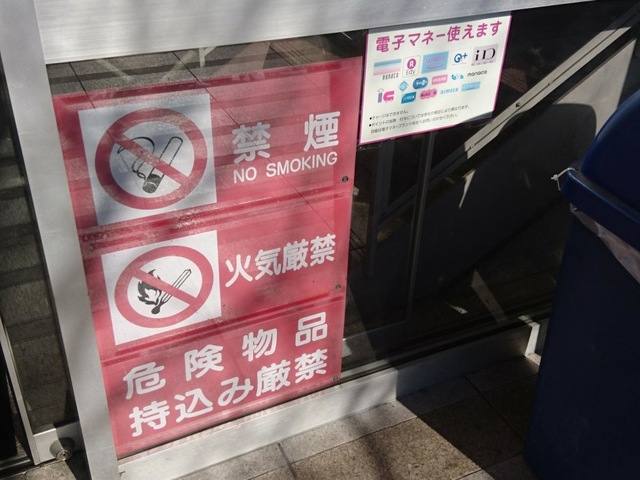 禁煙
NO SMOKING
火気厳禁
危険物品
持込み厳禁
電子マネー使えます
nanaco
Edy
iD